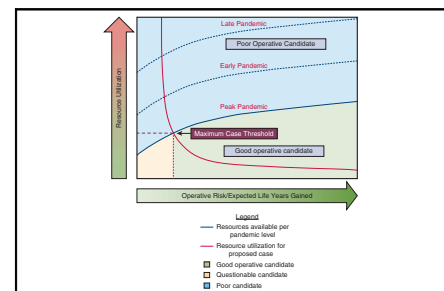 Late Pandemic
Poor Operative Candidate
Early Pandemic
Peak Pandemic
Resource Utilization
Maximum Case Threshold
Good operative candidate
Operative Risk/Expected Life Years Gained
Legend
Resources available per
pandemic level
Resource utilization for
proposed case
Good operative candidate
Questionable candidate
Poor candidate